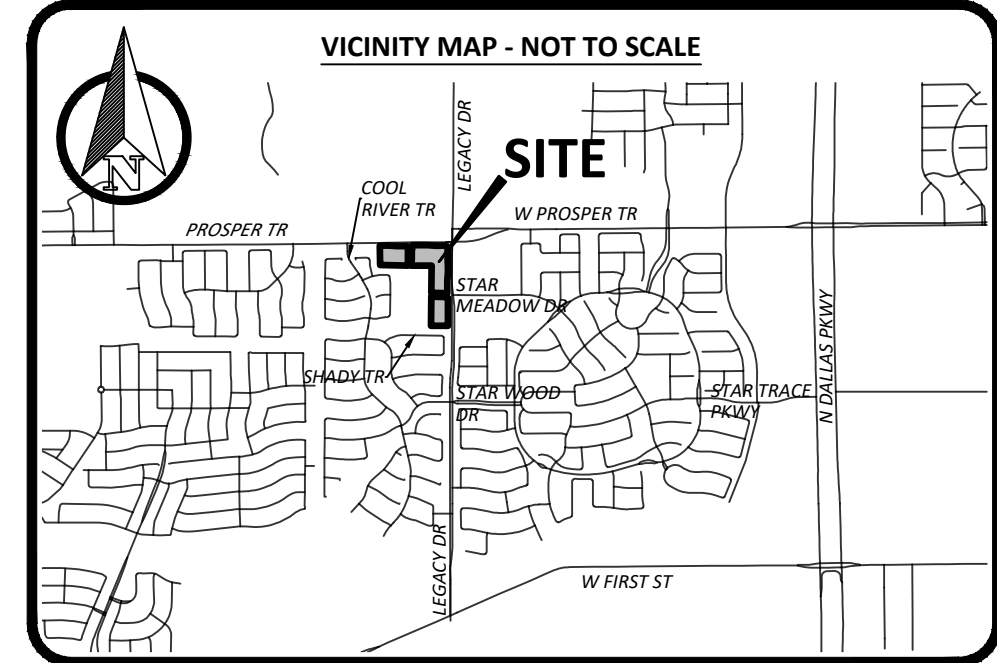 VICINITY MAP - NOT TO SCALE
N
LEGACY DR
SITE
COOL
RIVER TR
W PROSPER TR
PROSPER TR
STAR
MEADOW DR
N DALLAS PKWY
SHADY TR
STAR WOOD
DR
STAR TRACE
PKWY
LEGACY DR
W FIRST ST